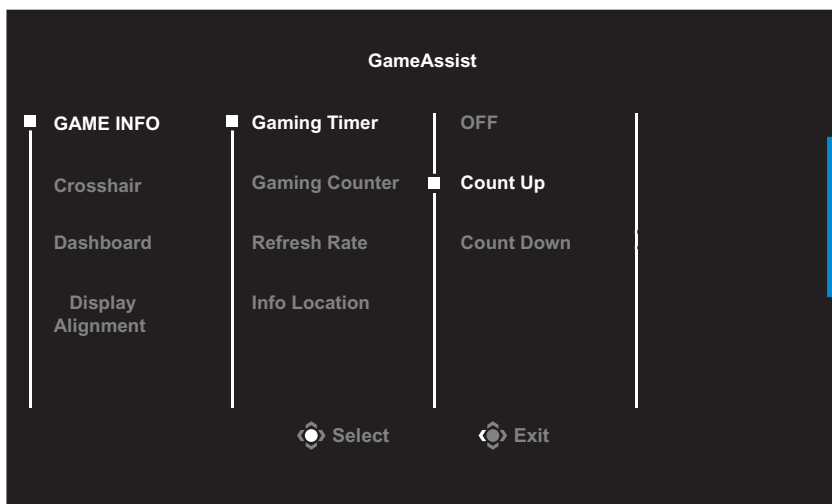 GameAssist
GAME INFO
Crosshair
Dashboard
Display
Alignment
Gaming Timer
Gaming Counter
Refresh Rate
Info Location
OFF
Count Up
Count Down
Select
Exit